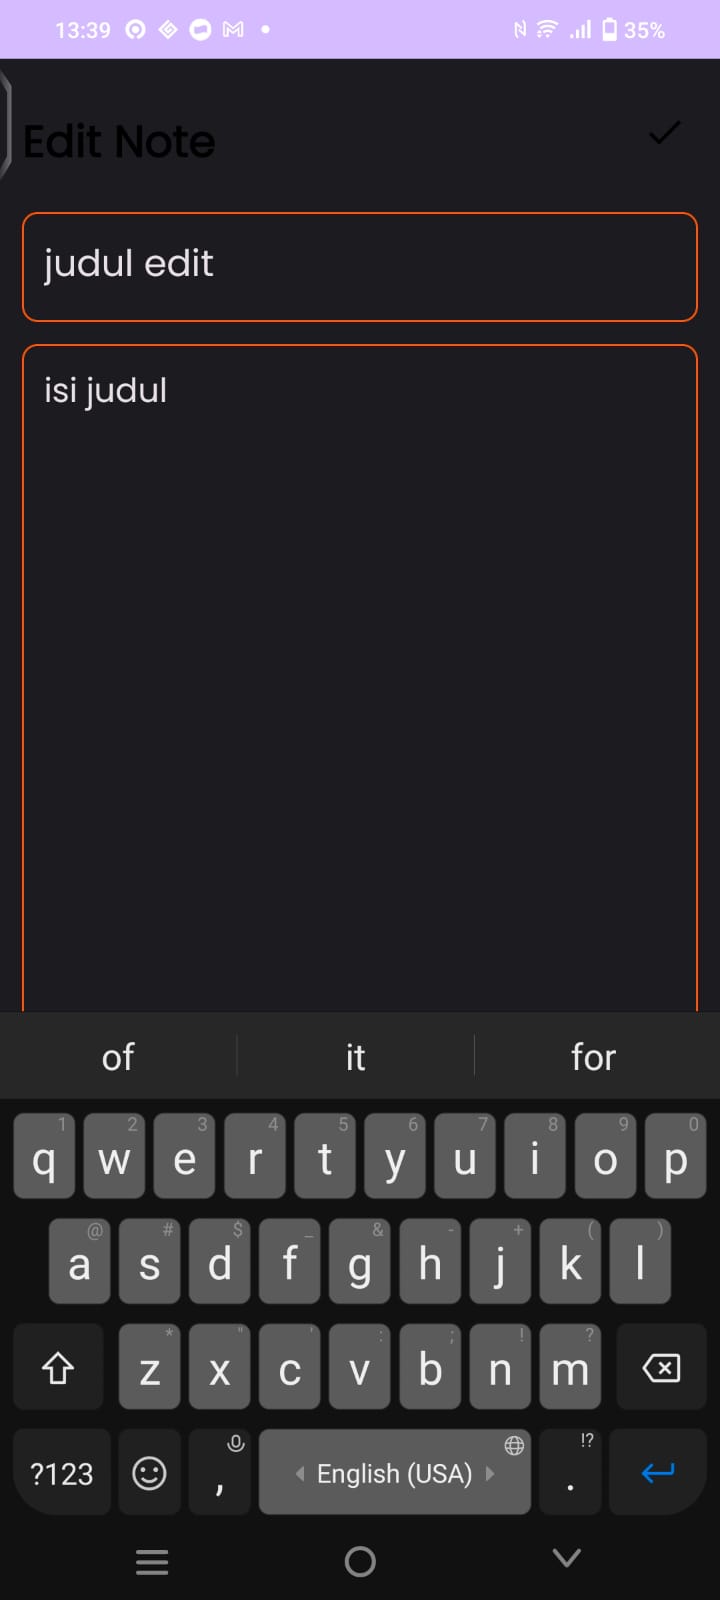 13:39 35%
Edit Note
judul edit
isi judul
of it for
1 2 3 4 5 6 7 8 9 0
q w e r t y u i o p
@ # $ _ & - + ( )
a s d f g h j k l
* " ' : ; ! ?
z x c v b n m
!?
?123 , English (USA) .